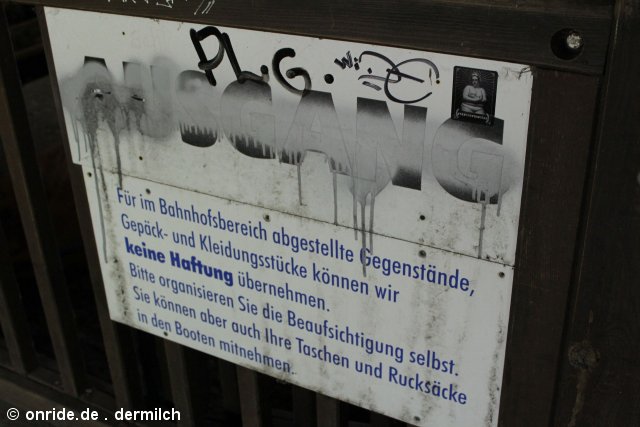 PL.G.
AUSGANG
Für im Bahnhofsbereich abgestellte Gegenstände,
Gepäck- und Kleidungsstücke können wir
keine Haftung übernehmen.
Bitte organisieren Sie die Beaufsichtigung selbst.
Sie können aber auch Ihre Taschen und Rucksäcke
in den Booten mitnehmen.
© onride.de . dermilch